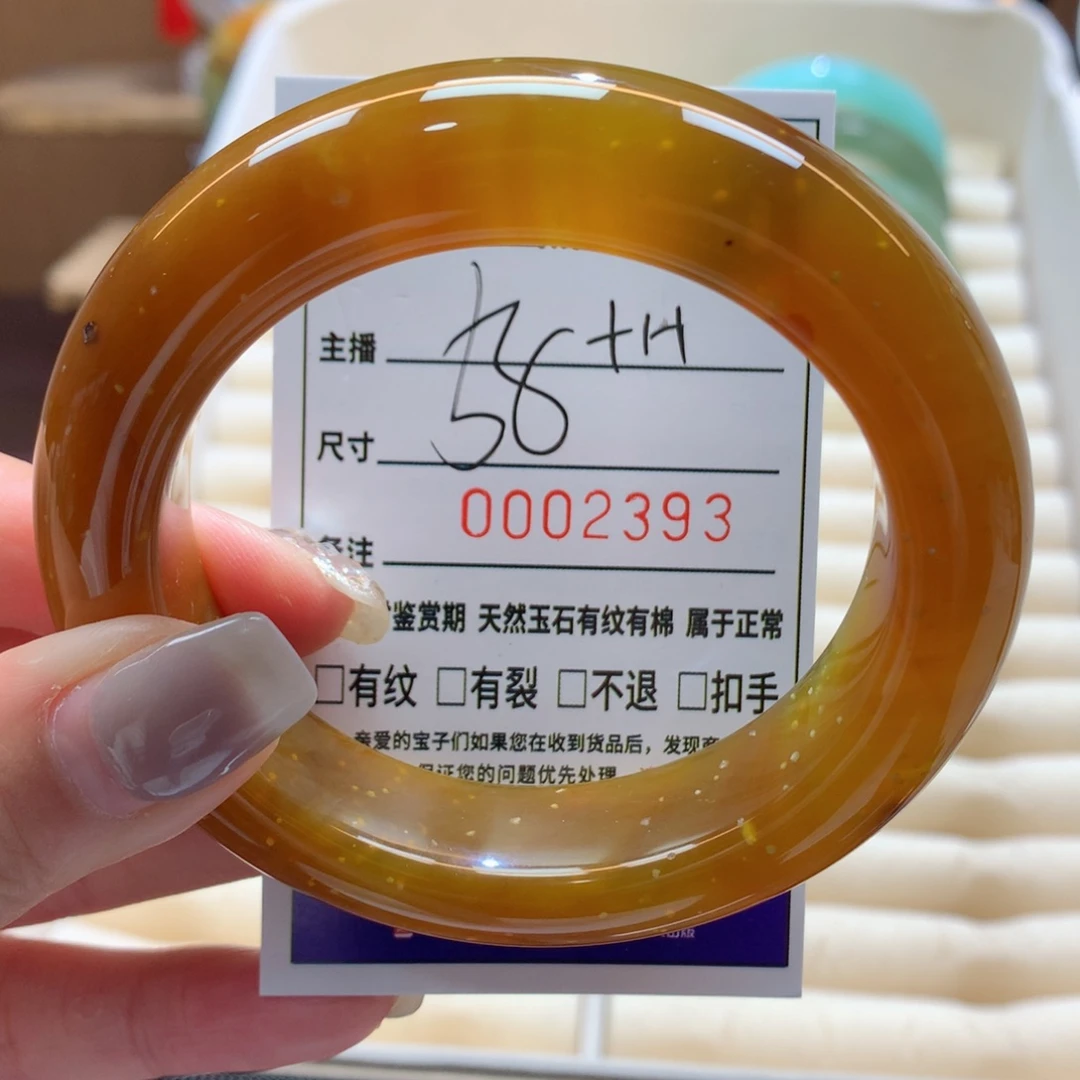 主播 +H
尺寸 58
0002393
备注
鉴赏期 天然玉石有纹有棉 属于正常
□有纹 □有裂 □不退 □扣手
亲爱的宝子们如果您在收到货品后，发现
保证您的问题优先处理